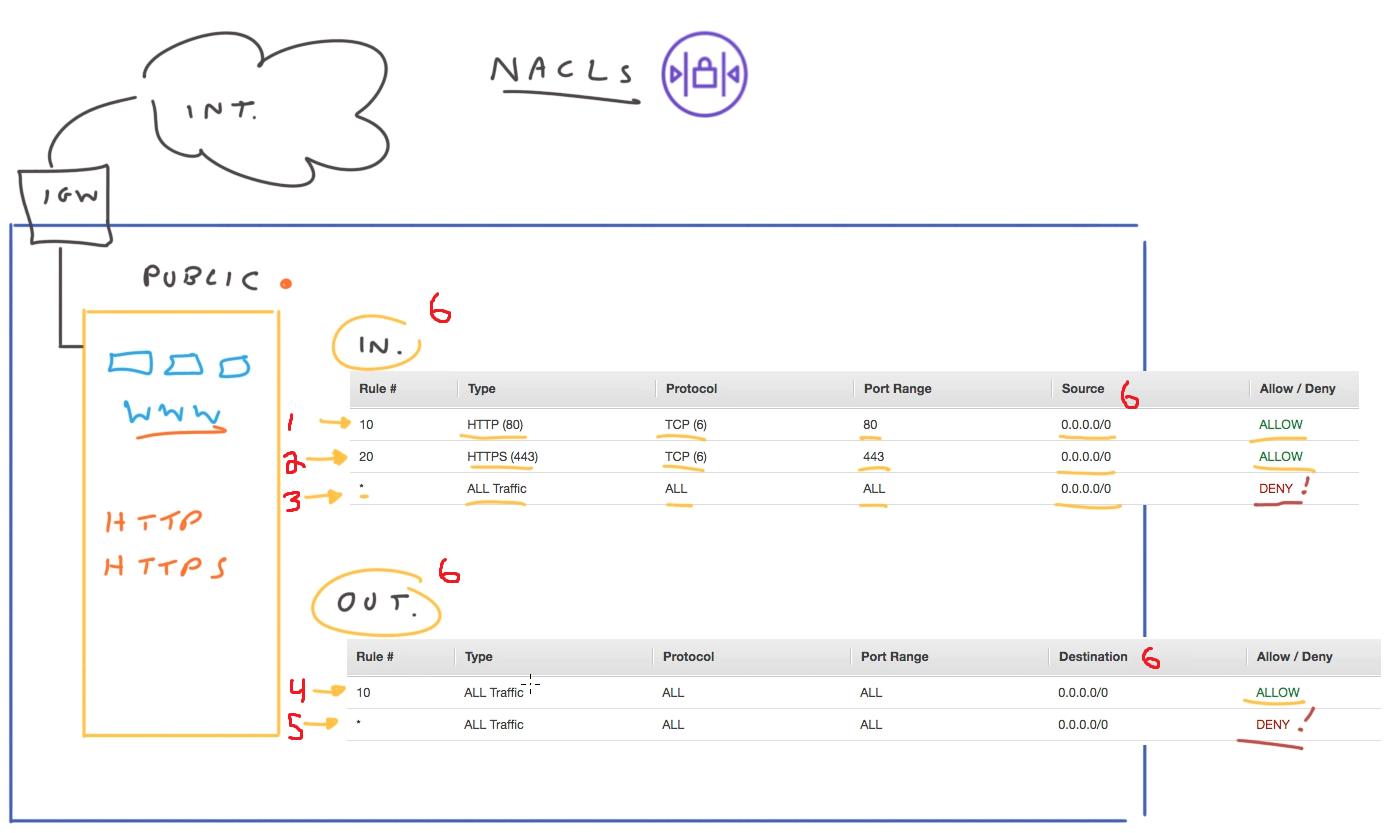 NACLs
INT.
IGW
PUBLIC
WWW
HTTP
HTTPS
6
IN.
Rule # Type Protocol Port Range Source 6 Allow / Deny
1 10 HTTP (80) TCP (6) 80 0.0.0.0/0 ALLOW
2 20 HTTPS (443) TCP (6) 443 0.0.0.0/0 ALLOW
3 * ALL Traffic ALL ALL 0.0.0.0/0 DENY !
6
OUT.
Rule # Type Protocol Port Range Destination 6 Allow / Deny
4 10 ALL Traffic ALL ALL 0.0.0.0/0 ALLOW
5 * ALL Traffic ALL ALL 0.0.0.0/0 DENY !